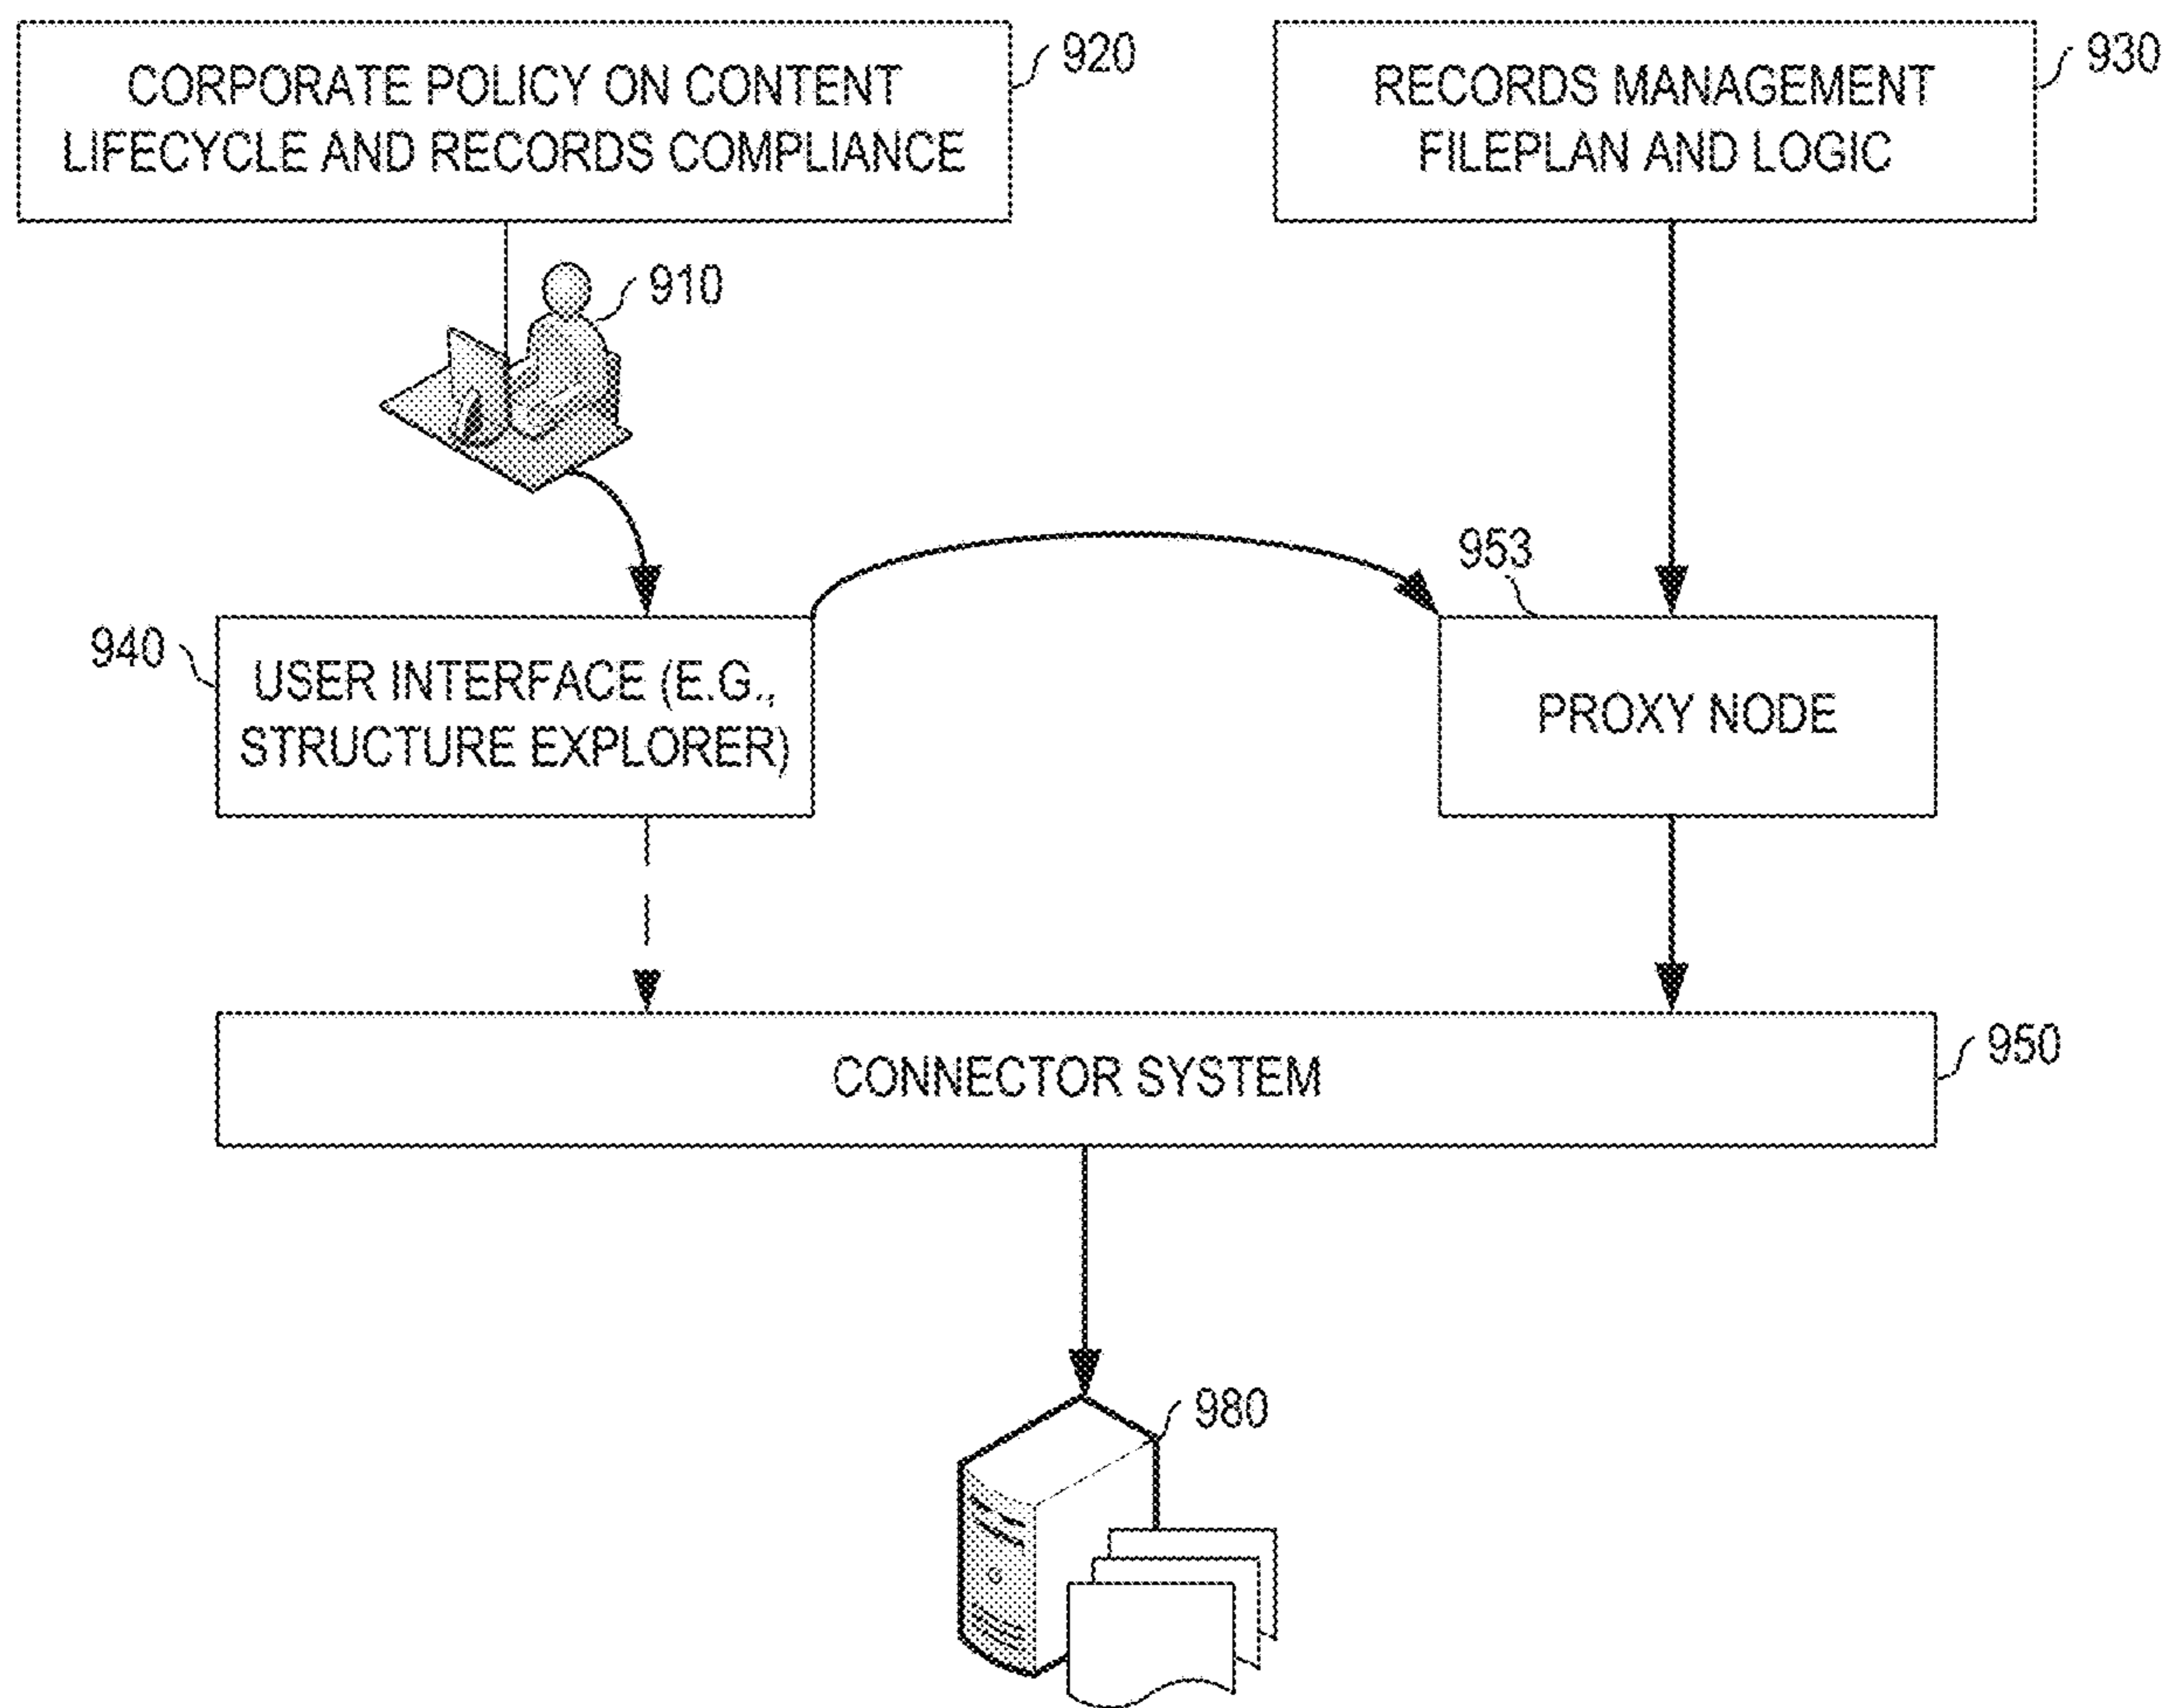 CORPORATE POLICY ON CONTENT
LIFECYCLE AND RECORDS COMPLIANCE
920
RECORDS MANAGEMENT
FILEPLAN AND LOGIC
930
910
953
940
USER INTERFACE (E.G.,
STRUCTURE EXPLORER)
PROXY NODE
CONNECTOR SYSTEM
950
980